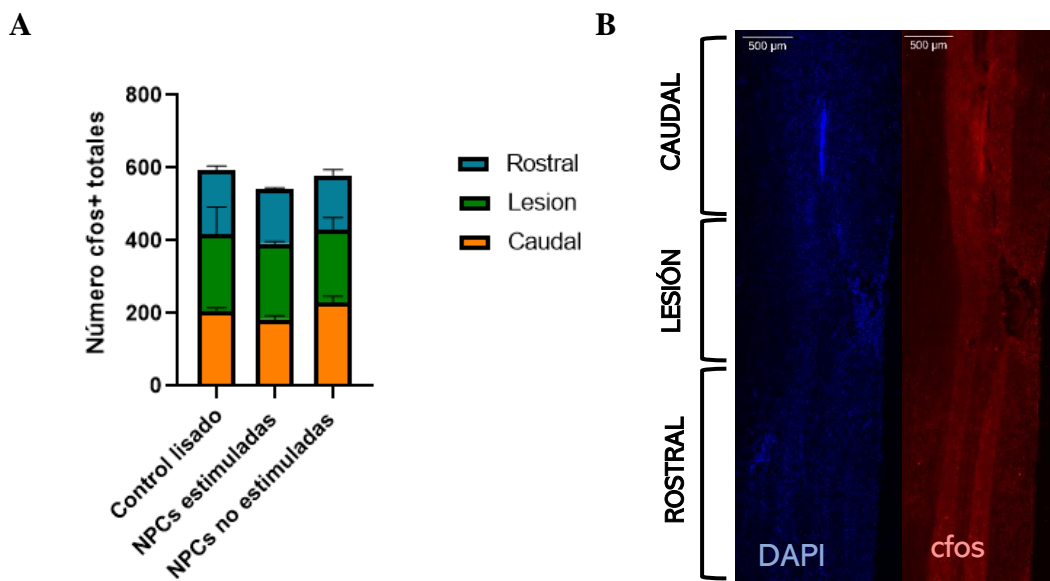 A
Número cfos+ totales
800
600
400
200
0
Control lisado
NPCs estimuladas
NPCs no estimuladas
Rostral
Lesion
Caudal
B
CAUDAL
LESIÓN
ROSTRAL
500 µm
500 µm
DAPI
cfos